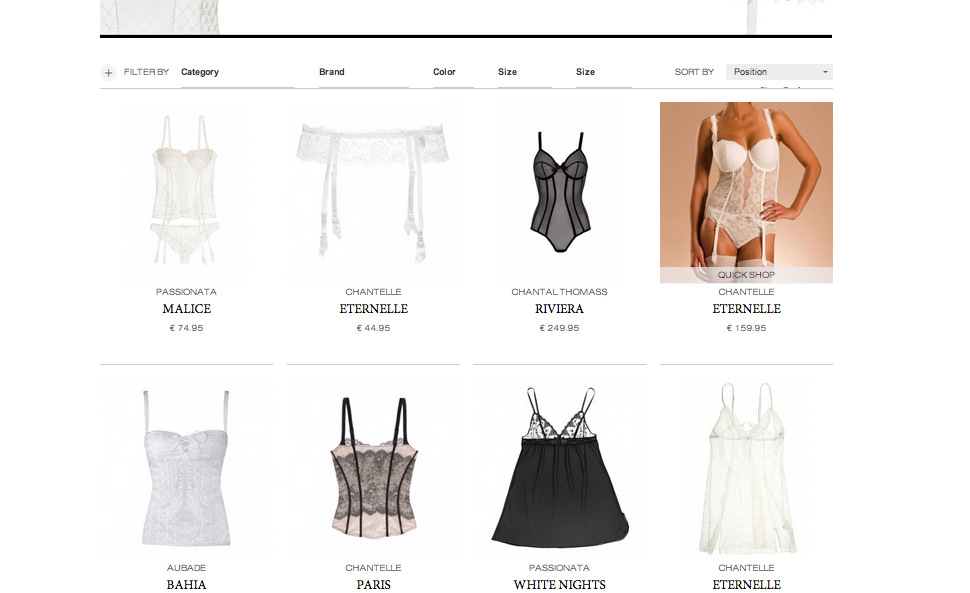 FILTER BY Category Brand Color Size Size SORT BY Position
QUICK SHOP
PASSIONATA CHANTELLE CHANTAL THOMASS CHANTELLE
MALICE ETERNELLE RIVIERA ETERNELLE
€ 74.95 € 44.95 € 249.95 € 159.95
AUBADE CHANTELLE PASSIONATA CHANTELLE
BAHIA PARIS WHITE NIGHTS ETERNELLE